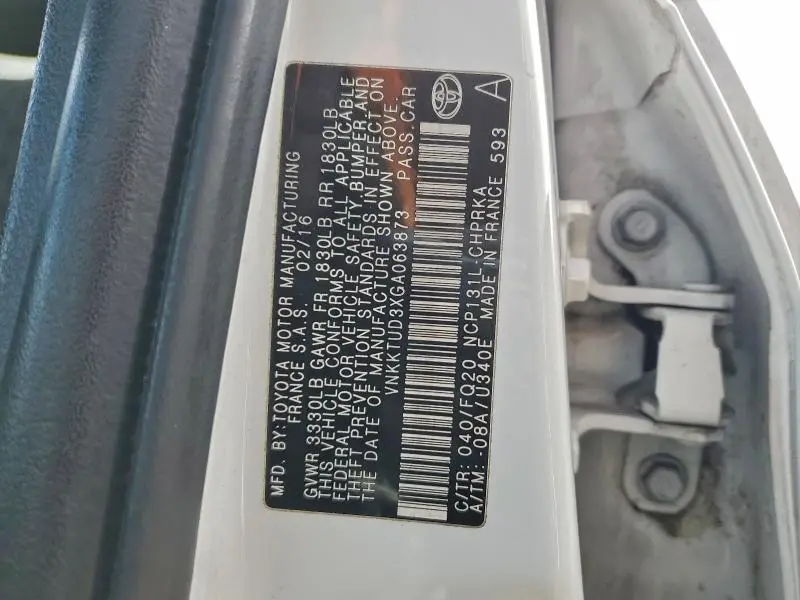 MFD. BY: TOYOTA MOTOR MANUFACTURING
FRANCE S.A.S. 02/16
GVWR 3330LB GAWR FR 1830LB RR 1830LB
THIS VEHICLE CONFORMS TO ALL APPLICABLE
FEDERAL MOTOR VEHICLE SAFETY, BUMPER, AND
THEFT PREVENTION STANDARDS IN EFFECT ON
THE DATE OF MANUFACTURE SHOWN ABOVE.
VNKKTUD3XGA063873 PASS.CAR
C/TR: 040/FQ20 NCP131L-CHPRKA A
A/TM: -08A/U340E MADE IN FRANCE 593